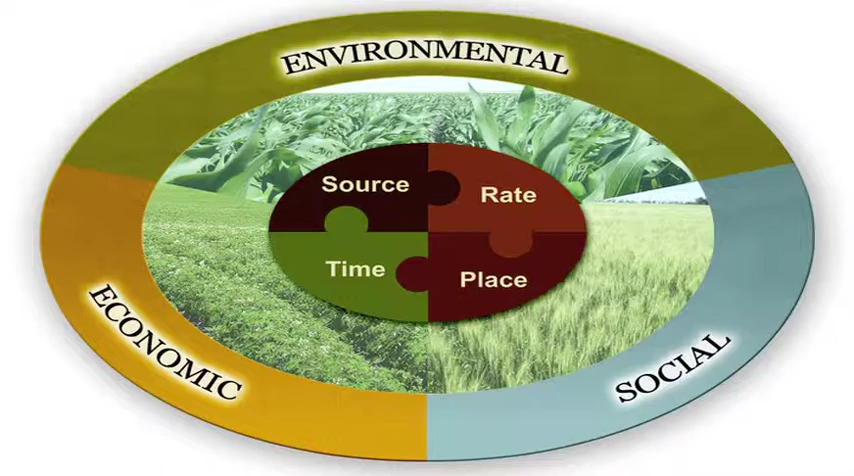 ENVIRONMENTAL
Source
Rate
Time
Place
ECONOMIC
SOCIAL